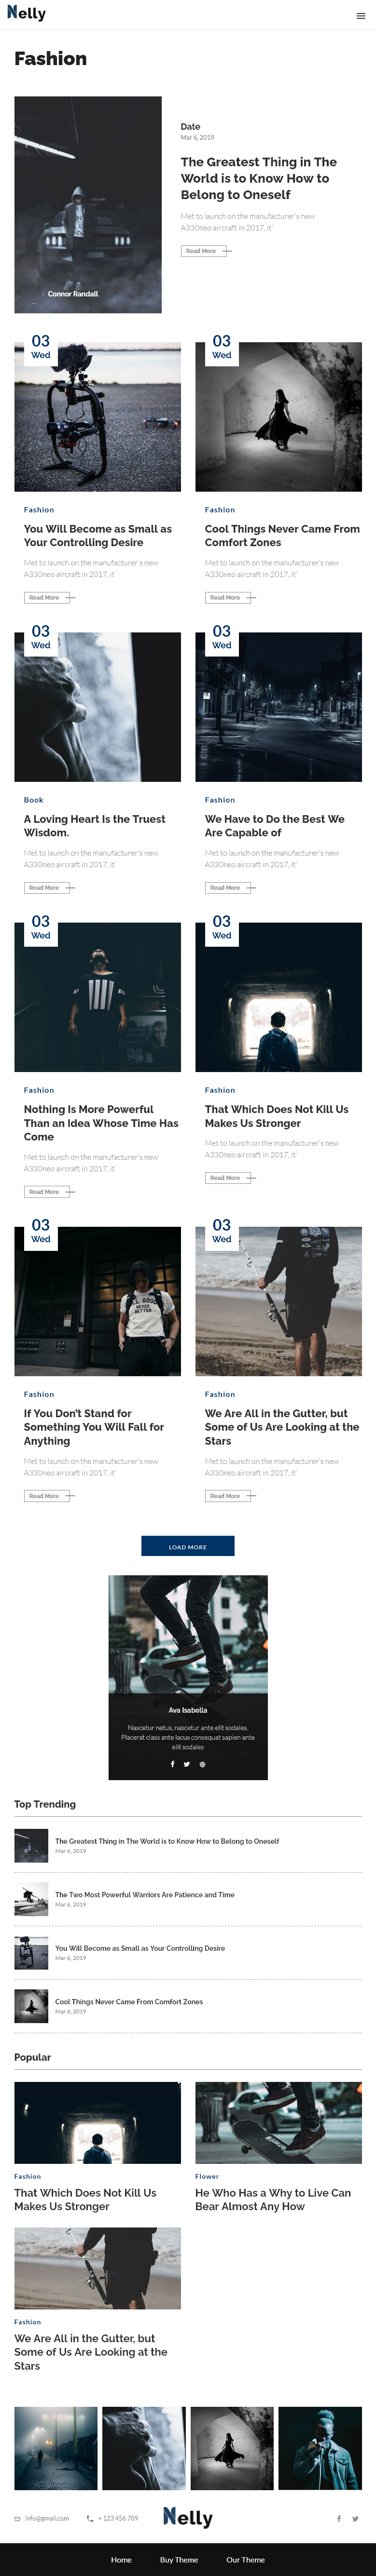 Nelly
Fashion
Connor Randall
Date
Mar 6, 2019
The Greatest Thing in The
World is to Know How to
Belong to Oneself
Met to launch on the manufacturer's new
A330neo aircraft in 2017, it'
Read More
03
Wed
Fashion
You Will Become as Small as
Your Controlling Desire
Met to launch on the manufacturer's new
A330neo aircraft in 2017, it'
Read More
03
Wed
Fashion
Cool Things Never Came From
Comfort Zones
Met to launch on the manufacturer's new
A330neo aircraft in 2017, it'
Read More
03
Wed
Book
A Loving Heart Is the Truest
Wisdom.
Met to launch on the manufacturer's new
A330neo aircraft in 2017, it'
Read More
03
Wed
Fashion
We Have to Do the Best We
Are Capable of
Met to launch on the manufacturer's new
A330neo aircraft in 2017, it'
Read More
03
Wed
Fashion
Nothing Is More Powerful
Than an Idea Whose Time Has
Come
Met to launch on the manufacturer's new
A330neo aircraft in 2017, it'
Read More
03
Wed
Fashion
That Which Does Not Kill Us
Makes Us Stronger
Met to launch on the manufacturer's new
A330neo aircraft in 2017, it'
Read More
03
Wed
ALL GOOD
NEVER
BETTER
Fashion
If You Don't Stand for
Something You Will Fall for
Anything
Met to launch on the manufacturer's new
A330neo aircraft in 2017, it'
Read More
03
Wed
Fashion
We Are All in the Gutter, but
Some of Us Are Looking at the
Stars
Met to launch on the manufacturer's new
A330neo aircraft in 2017, it'
Read More
LOAD MORE
Ava Isabella
Nascetur netus, nascetur ante elit sodales.
Placerat class ante lacus consequat sapien ante
elit sodales
Top Trending
The Greatest Thing in The World is to Know How to Belong to Oneself
Mar 6, 2019
The Two Most Powerful Warriors Are Patience and Time
Mar 6, 2019
You Will Become as Small as Your Controlling Desire
Mar 6, 2019
Cool Things Never Came From Comfort Zones
Mar 6, 2019
Popular
Fashion
That Which Does Not Kill Us
Makes Us Stronger
Flower
He Who Has a Why to Live Can
Bear Almost Any How
Fashion
We Are All in the Gutter, but
Some of Us Are Looking at the
Stars
info@gmail.com
+ 123 456 789
Nelly
Home
Buy Theme
Our Theme